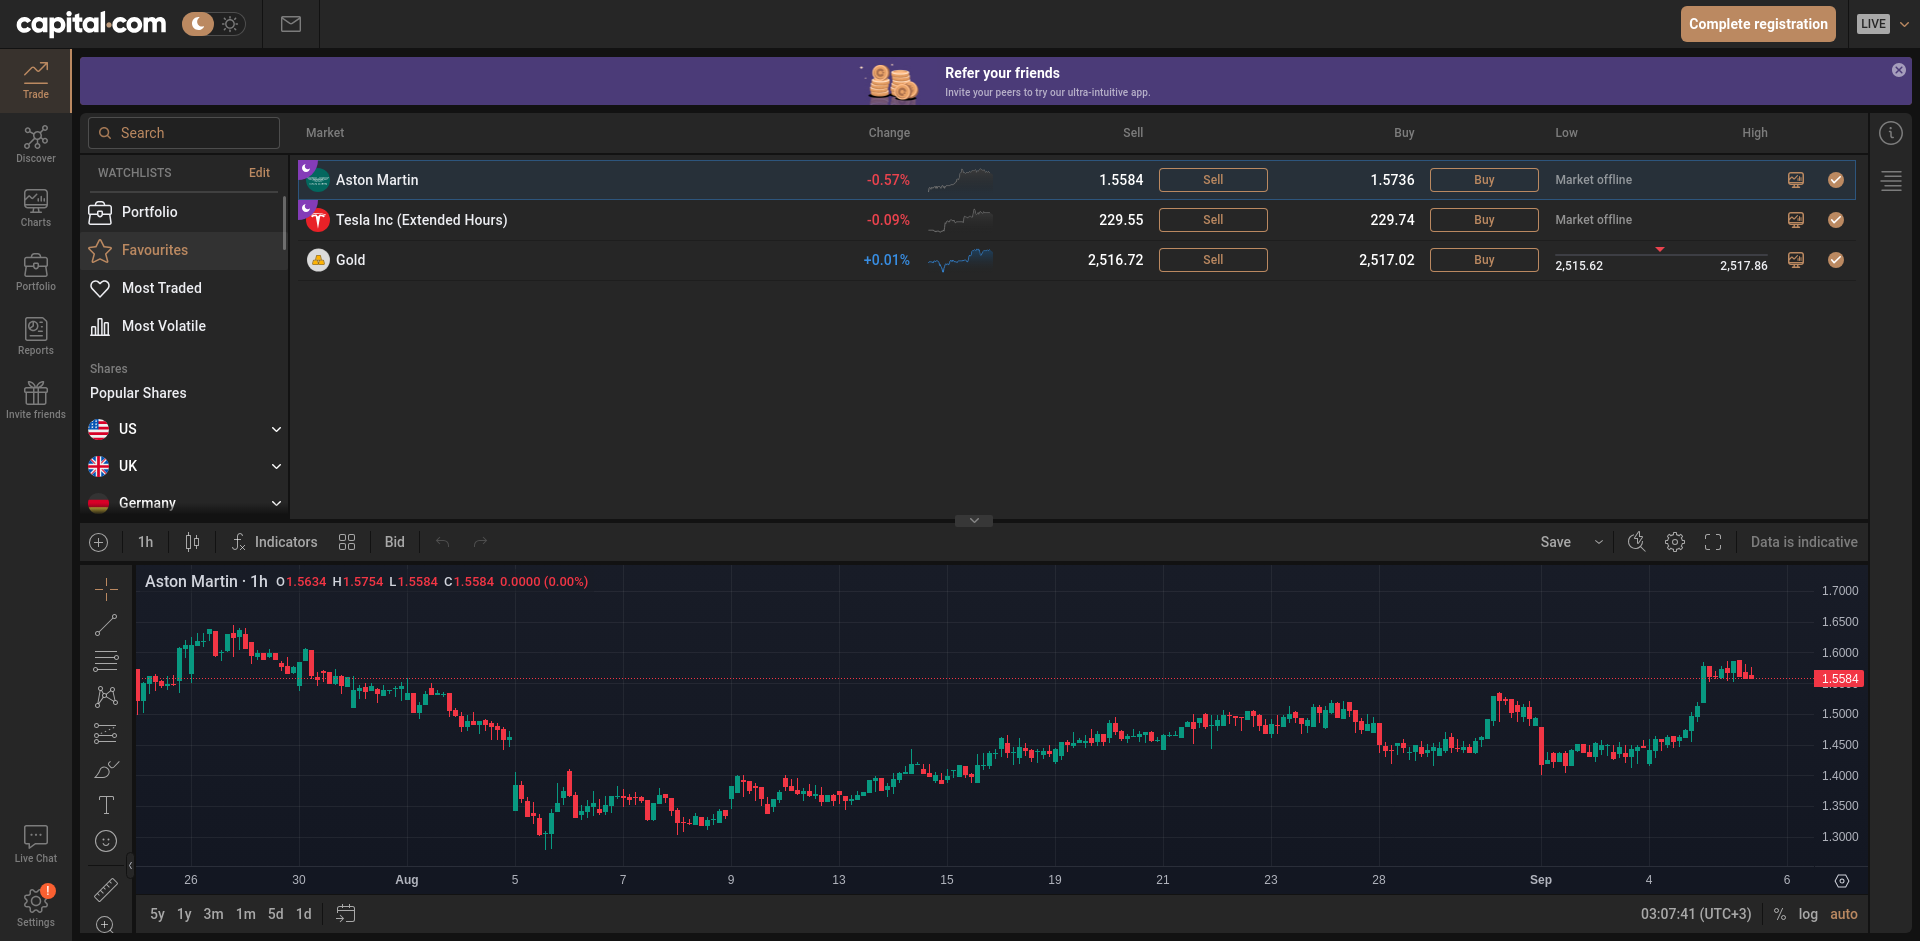 capital.com
Complete registration
LIVE
Trade
Discover
Charts
Portfolio
Reports
Invite friends
Live Chat
!
Settings
Refer your friends
Invite your peers to try our ultra-intuitive app.
Search
WATCHLISTS Edit
Portfolio
Favourites
Most Traded
Most Volatile
Shares
Popular Shares
US
UK
Germany
Market Change Sell Buy Low High
Aston Martin -0.57% 1.5584 Sell 1.5736 Buy Market offline
Tesla Inc (Extended Hours) -0.09% 229.55 Sell 229.74 Buy Market offline
Gold +0.01% 2,516.72 Sell 2,517.02 Buy 2,515.62 2,517.86
1h Indicators Bid Save Data is indicative
Aston Martin · 1h O1.5634 H1.5754 L1.5584 C1.5584 0.0000 (0.00%)
1.7000
1.6500
1.6000
1.5584
1.5000
1.4500
1.4000
1.3500
1.3000
26 30 Aug 5 7 9 13 15 19 21 23 28 Sep 4 6
5y 1y 3m 1m 5d 1d 03:07:41 (UTC+3) % log auto